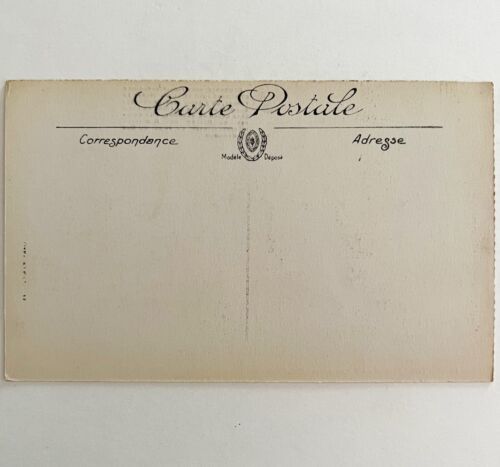 Carte Postale
Correspondance
Adresse
Modèle Déposé